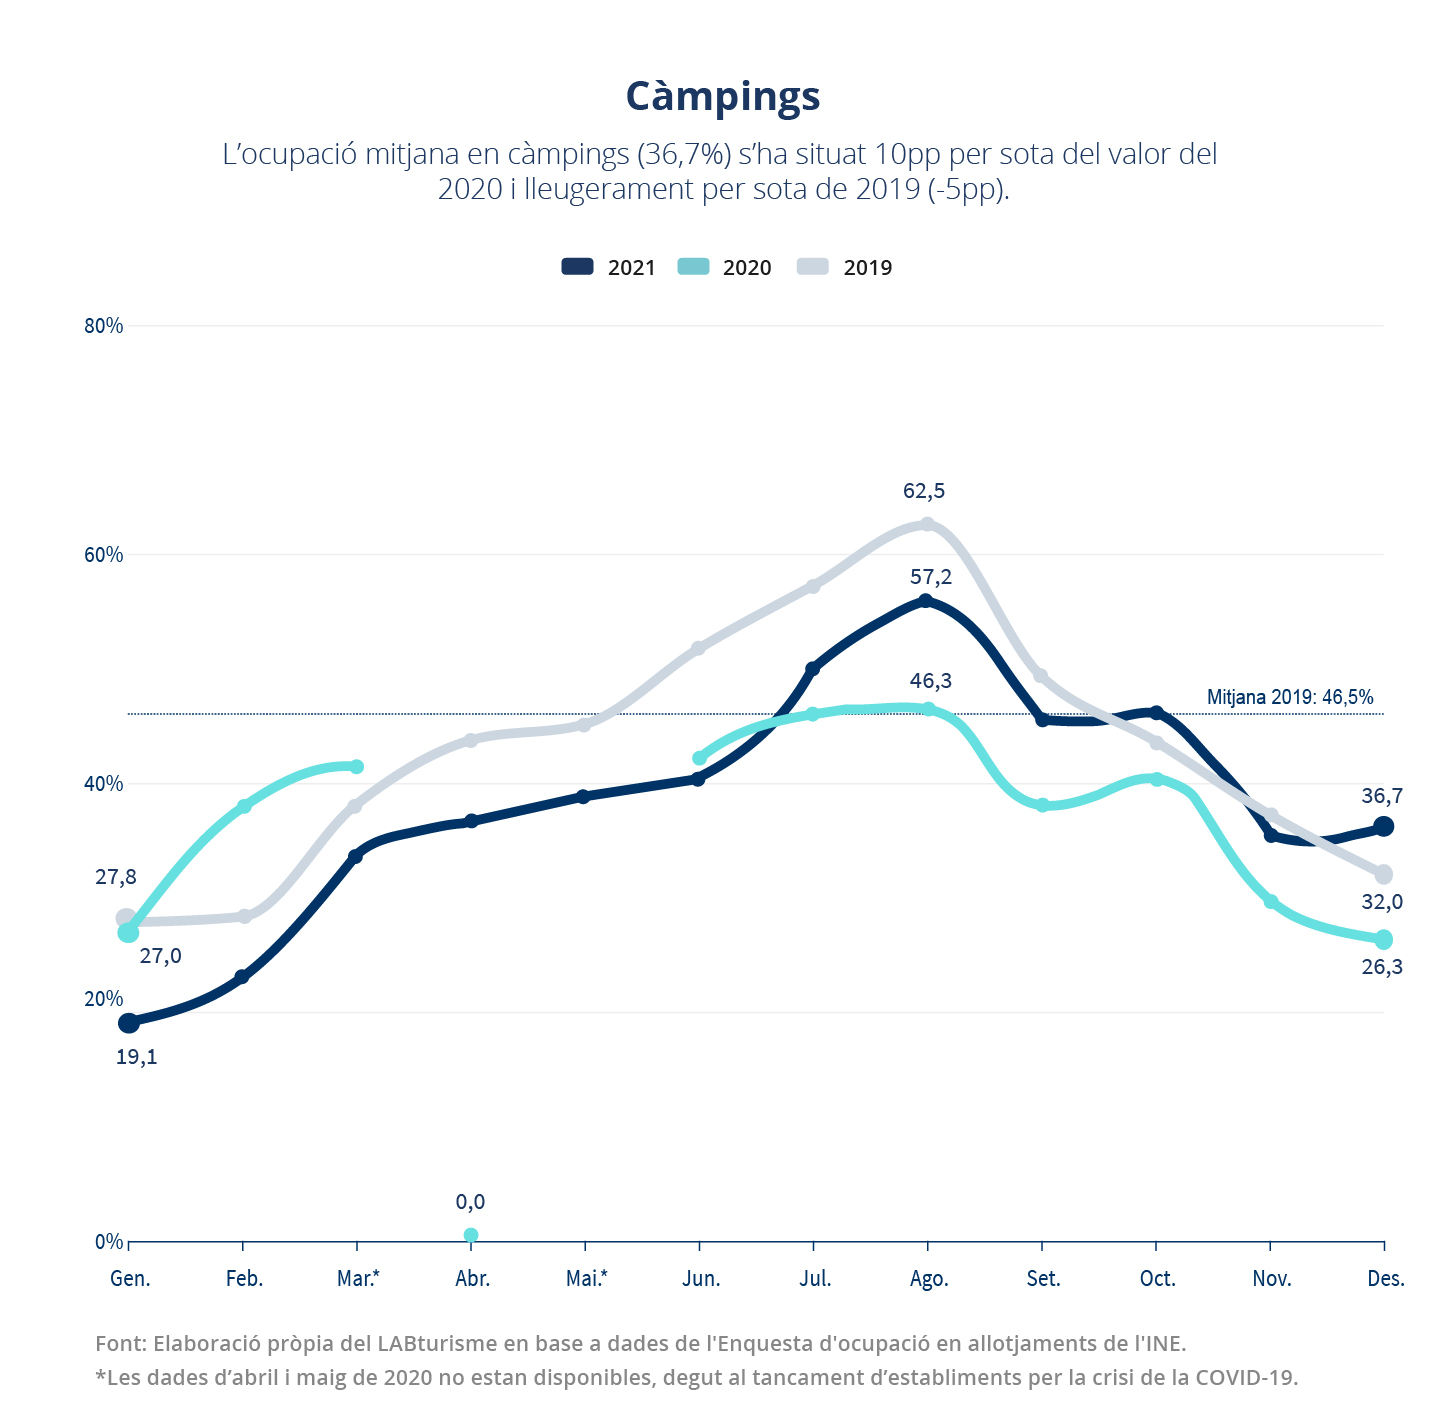 Càmpings
L’ocupació mitjana en càmpings (36,7%) s’ha situat 10pp per sota del valor del
2020 i lleugerament per sota de 2019 (-5pp).
2021 2020 2019
80%
62,5
60%
57,2
46,3
Mitjana 2019: 46,5%
40%
36,7
27,8
32,0
27,0
26,3
20%
19,1
0,0
0%
Gen. Feb. Mar.* Abr. Mai.* Jun. Jul. Ago. Set. Oct. Nov. Des.
Font: Elaboració pròpia del LABturisme en base a dades de l'Enquesta d'ocupació en allotjaments de l'INE.
*Les dades d’abril i maig de 2020 no estan disponibles, degut al tancament d’establiments per la crisi de la COVID-19.